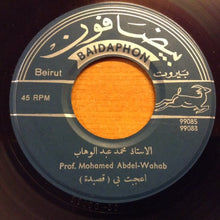 بيضافون
BAIDAPHON
Beirut
بيروت
45 RPM
99085
99088
الاستاذ محمد عبد الوهاب
Prof. Mohamed Abdel-Wahab
اعجبت بي ( قصيدة )